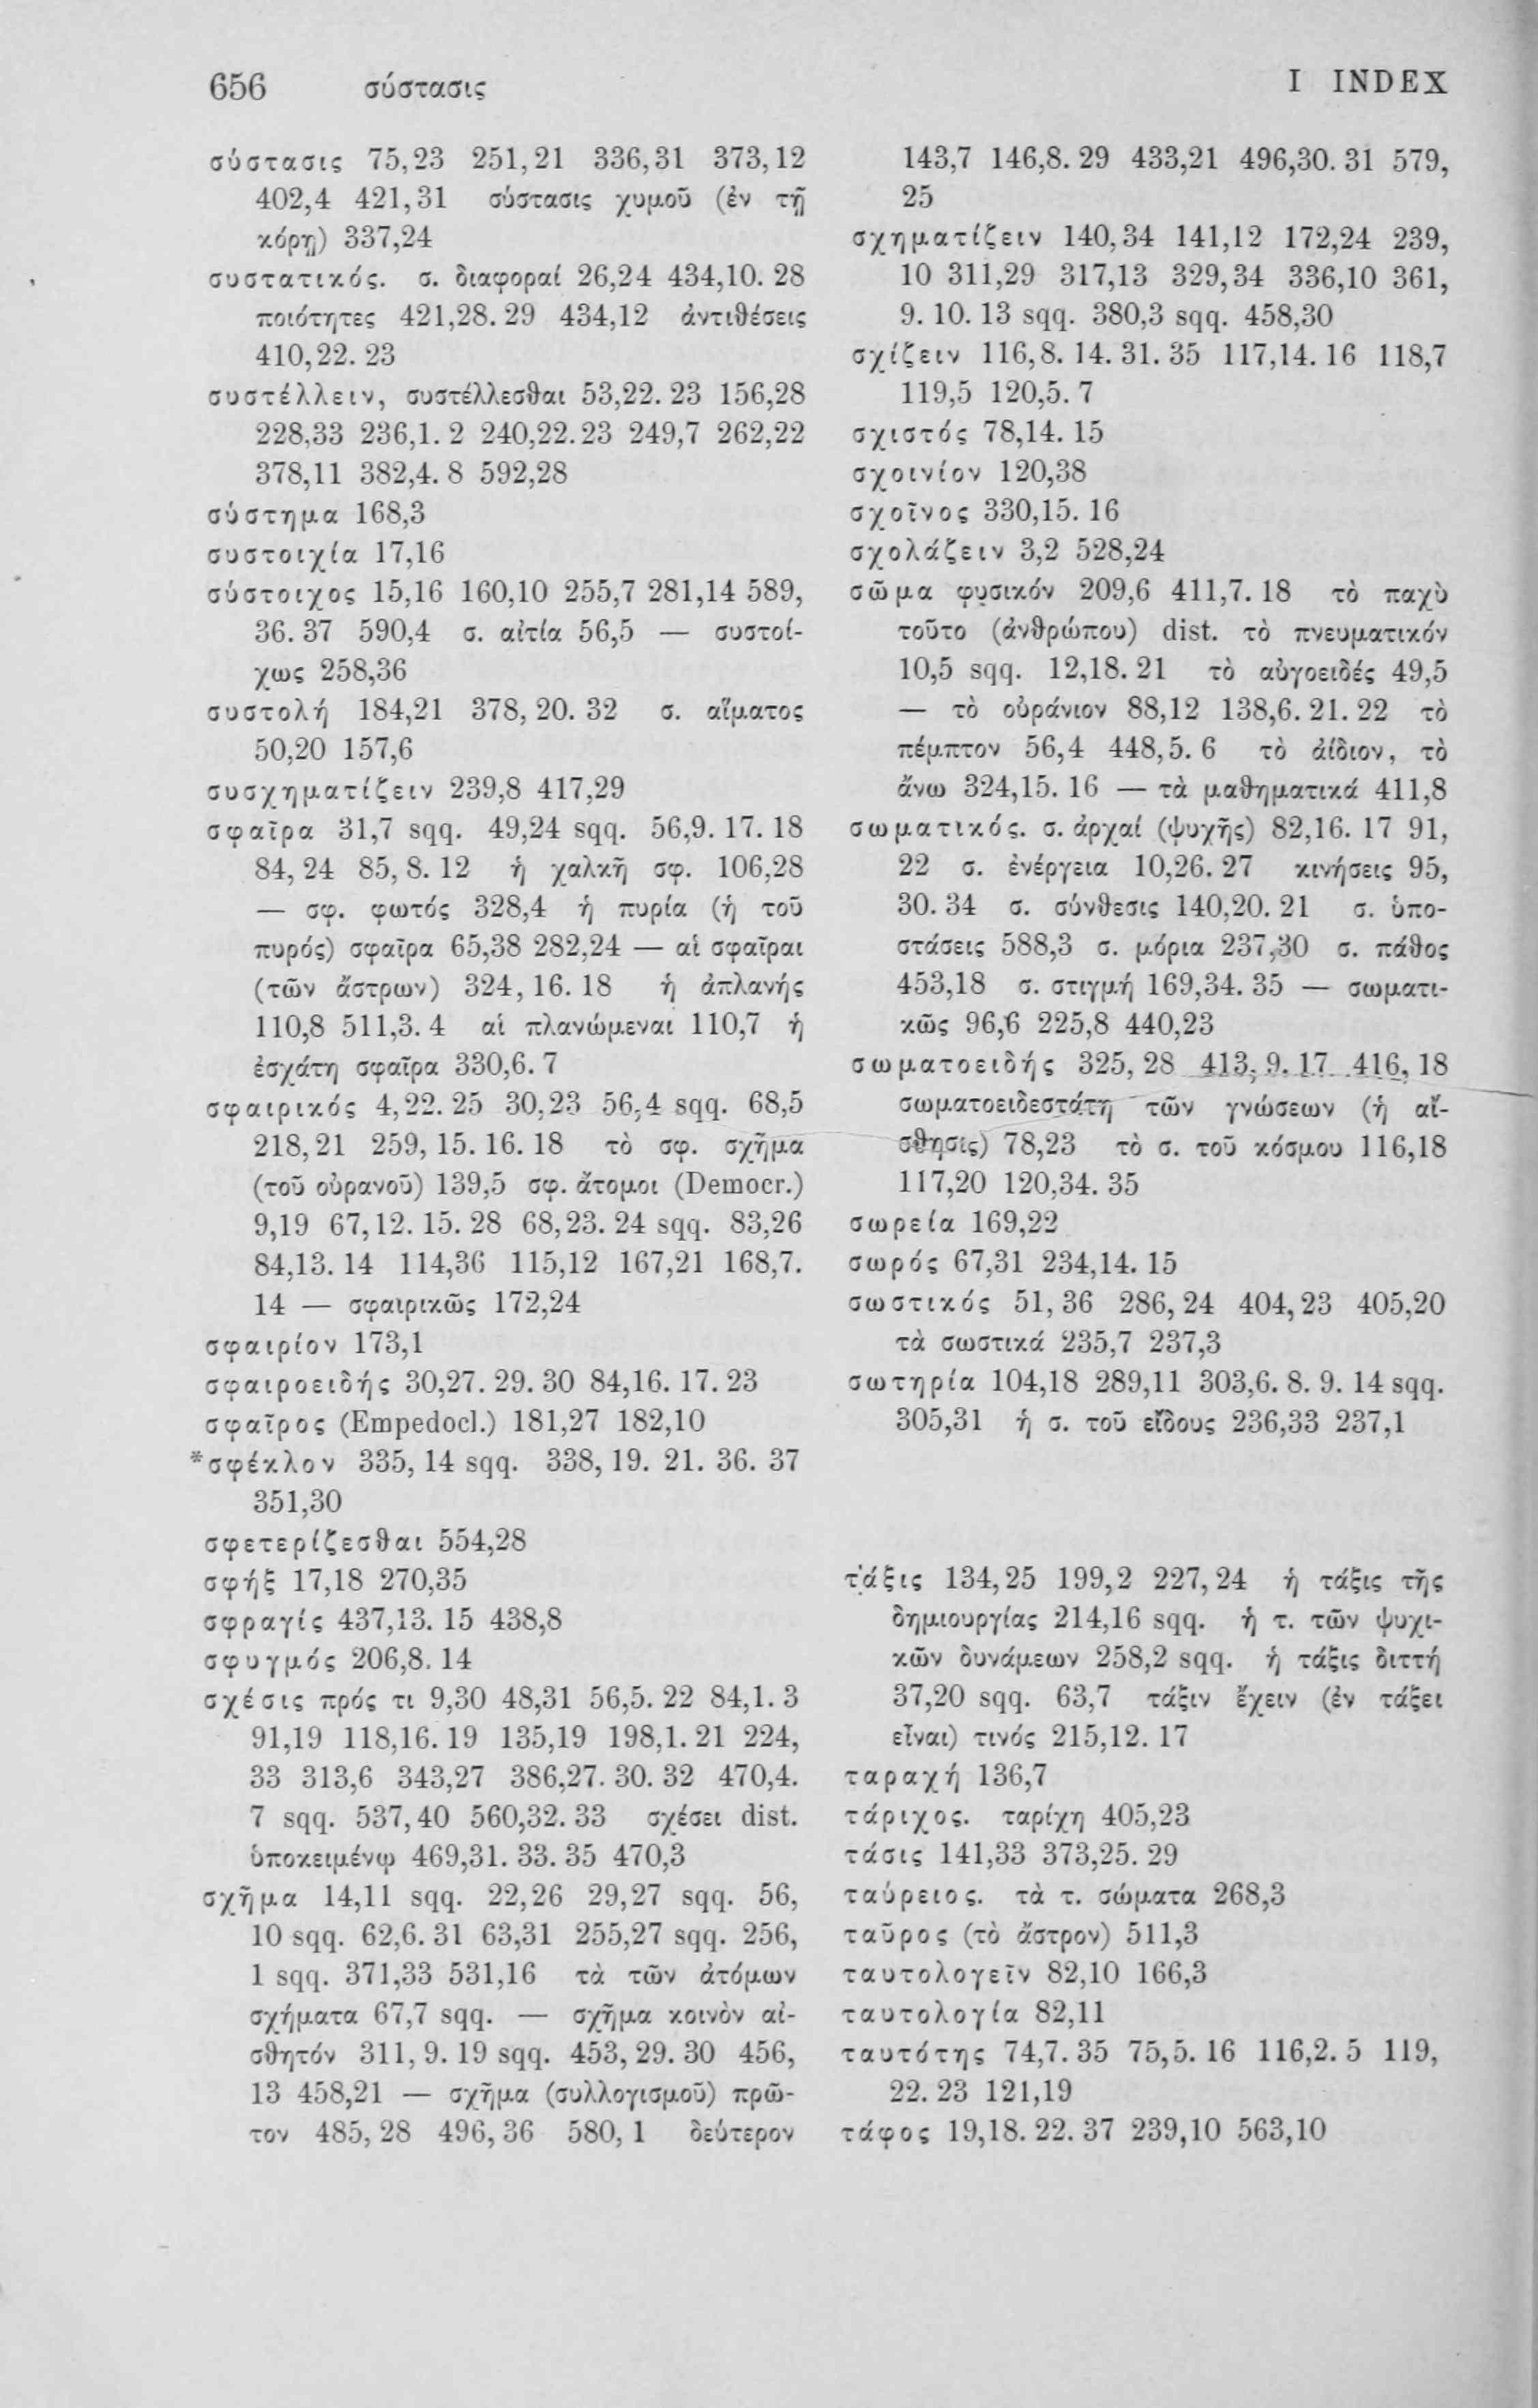 656 σύστασις I INDEX
σύστασις 75,23 251,21 336,31 373,12
402,4 421,31 σύστασις χυμοῦ (ἐν τῇ
κόρῃ) 337,24
συστατικός. σ. διαφοραί 26,24 434,10. 28
ποιότητες 421,28. 29 434,12 ἀντιθέσεις
410,22. 23
συστέλλειν, συστέλλεσθαι 53,22. 23 156,28
228,33 236,1. 2 240,22. 23 249,7 262,22
378,11 382,4. 8 592,28
σύστημα 168,3
συστοιχία 17,16
σύστοιχος 15,16 160,10 255,7 281,14 589,
36. 37 590,4 σ. αἰτία 56,5 — συστοί-
χως 258,36
συστολή 184,21 378, 20. 32 σ. αἵματος
50,20 157,6
συσχηματίζειν 239,8 417,29
σφαῖρα 31,7 sqq. 49,24 sqq. 56,9. 17. 18
84, 24 85, 8. 12 ἡ χαλκῆ σφ. 106,28
— σφ. φωτός 328,4 ἡ πυρία (ἡ τοῦ
πυρός) σφαῖρα 65,38 282,24 — αἱ σφαῖραι
(τῶν ἄστρων) 324, 16. 18 ἡ ἀπλανής
110,8 511,3. 4 αἱ πλανώμεναι 110,7 ἡ
ἐσχάτη σφαῖρα 330,6. 7
σφαιρικός 4,22. 25 30,23 56,4 sqq. 68,5
218,21 259, 15. 16. 18 τὸ σφ. σχῆμα
(τοῦ οὐρανοῦ) 139,5 σφ. ἄτομοι (Democr.)
9,19 67,12. 15. 28 68,23. 24 sqq. 83,26
84,13. 14 114,36 115,12 167,21 168,7.
14 — σφαιρικῶς 172,24
σφαιρίον 173,1
σφαιροειδής 30,27. 29. 30 84,16. 17. 23
σφαῖρος (Empedocl.) 181,27 182,10
*σφέκλον 335, 14 sqq. 338, 19. 21. 36. 37
351,30
σφετερίζεσθαι 554,28
σφήξ 17,18 270,35
σφραγίς 437,13. 15 438,8
σφυγμός 206,8. 14
σχέσις πρός τι 9,30 48,31 56,5. 22 84,1. 3
91,19 118,16. 19 135,19 198,1. 21 224,
33 313,6 343,27 386,27. 30. 32 470,4.
7 sqq. 537,40 560,32. 33 σχέσει dist.
ὑποκειμένῳ 469,31. 33. 35 470,3
σχῆμα 14,11 sqq. 22,26 29,27 sqq. 56,
10 sqq. 62,6. 31 63,31 255,27 sqq. 256,
1 sqq. 371,33 531,16 τὰ τῶν ἀτόμων
σχήματα 67,7 sqq. — σχῆμα κοινὸν αἰ-
σθητόν 311, 9. 19 sqq. 453, 29. 30 456,
13 458,21 — σχῆμα (συλλογισμοῦ) πρῶ-
τον 485, 28 496, 36 580, 1 δεύτερον
143,7 146,8. 29 433,21 496,30. 31 579,
25
σχηματίζειν 140,34 141,12 172,24 239,
10 311,29 317,13 329,34 336,10 361,
9. 10. 13 sqq. 380,3 sqq. 458,30
σχίζειν 116,8. 14. 31. 35 117,14. 16 118,7
119,5 120,5. 7
σχιστός 78,14. 15
σχοινίον 120,38
σχοῖνος 330,15. 16
σχολάζειν 3,2 528,24
σῶμα φυσικόν 209,6 411,7. 18 τὸ παχὺ
τοῦτο (ἀνθρώπου) dist. τὸ πνευματικόν
10,5 sqq. 12,18. 21 τὸ αὐγοειδές 49,5
— τὸ οὐράνιον 88,12 138,6. 21. 22 τὸ
πέμπτον 56,4 448,5. 6 τὸ ἀίδιον, τὸ
ἄνω 324,15. 16 — τὰ μαθηματικά 411,8
σωματικός. σ. ἀρχαί (ψυχῆς) 82,16. 17 91,
22 σ. ἐνέργεια 10,26. 27 κινήσεις 95,
30. 34 σ. σύνθεσις 140,20. 21 σ. ὑπο-
στάσεις 588,3 σ. μόρια 237,30 σ. πάθος
453,18 σ. στιγμή 169,34. 35 — σωματι-
κῶς 96,6 225,8 440,23
σωματοειδής 325, 28 413, 9. 17 416, 18
σωματοειδεστάτη τῶν γνώσεων (ἡ αἴ-
σθησις) 78,23 τὸ σ. τοῦ κόσμου 116,18
117,20 120,34. 35
σωρεία 169,22
σωρός 67,31 234,14. 15
σωστικός 51, 36 286, 24 404, 23 405,20
τὰ σωστικά 235,7 237,3
σωτηρία 104,18 289,11 303,6. 8. 9. 14 sqq.
305,31 ἡ σ. τοῦ εἴδους 236,33 237,1
τάξις 134,25 199,2 227,24 ἡ τάξις τῆς
δημιουργίας 214,16 sqq. ἡ τ. τῶν ψυχι-
κῶν δυνάμεων 258,2 sqq. ἡ τάξις διττή
37,20 sqq. 63,7 τάξιν ἔχειν (ἐν τάξει
εἶναι) τινός 215,12. 17
ταραχή 136,7
τάριχος. ταρίχη 405,23
τάσις 141,33 373,25. 29
ταύρειος. τὰ τ. σώματα 268,3
ταῦρος (τὸ ἄστρον) 511,3
ταυτολογεῖν 82,10 166,3
ταυτολογία 82,11
ταυτότης 74,7. 35 75,5. 16 116,2. 5 119,
22. 23 121,19
τάφος 19,18. 22. 37 239,10 563,10